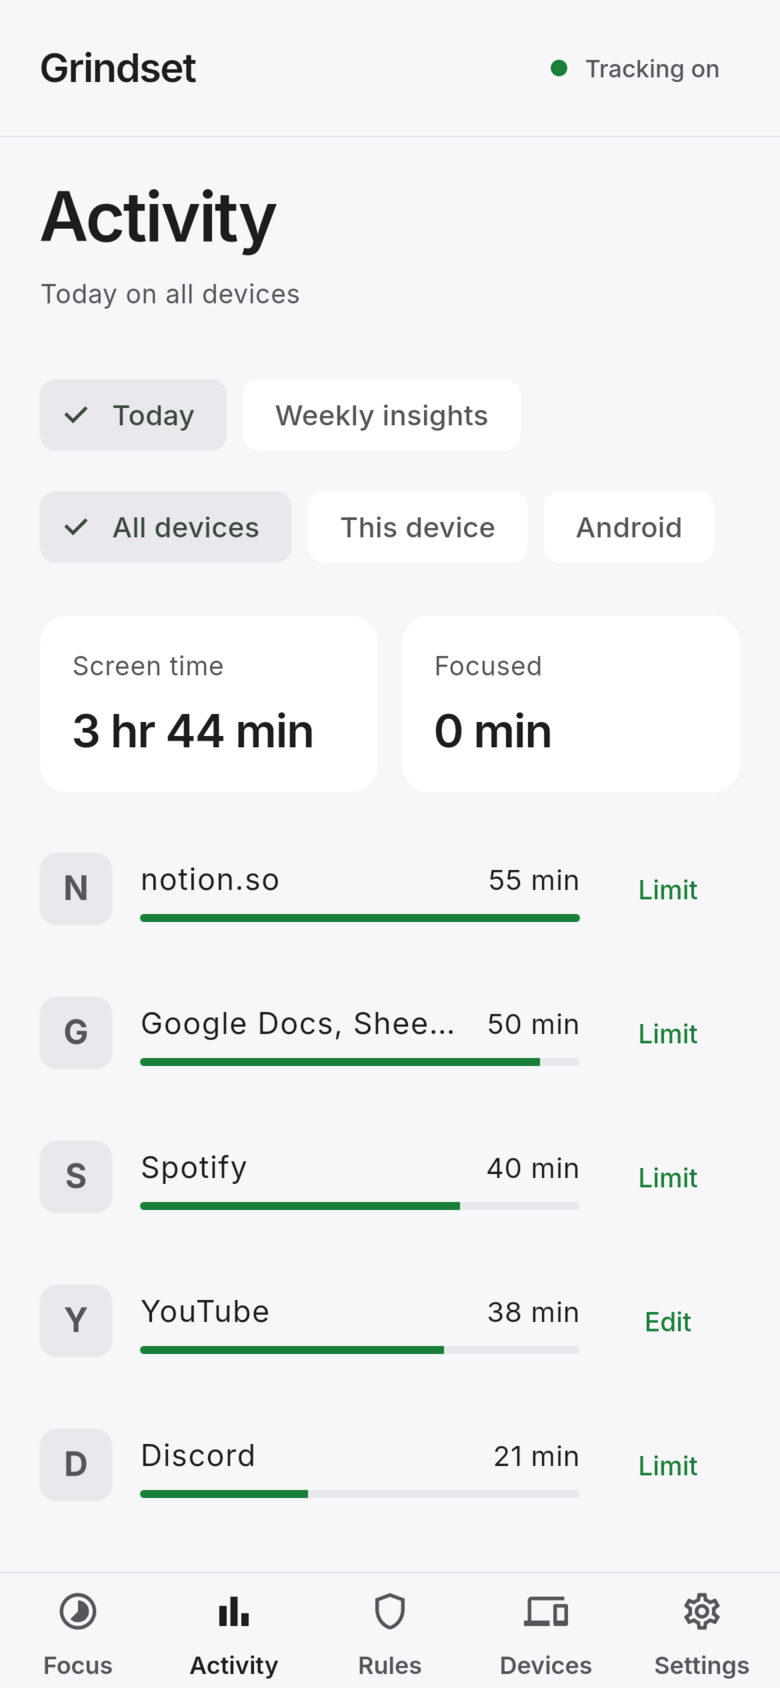 Grindset
Tracking on
Activity
Today on all devices
Today
Weekly insights
All devices
This device
Android
Screen time
3 hr 44 min
Focused
0 min
N
notion.so
55 min
Limit
G
Google Docs, Shee...
50 min
Limit
S
Spotify
40 min
Limit
Y
YouTube
38 min
Edit
D
Discord
21 min
Limit
Focus
Activity
Rules
Devices
Settings